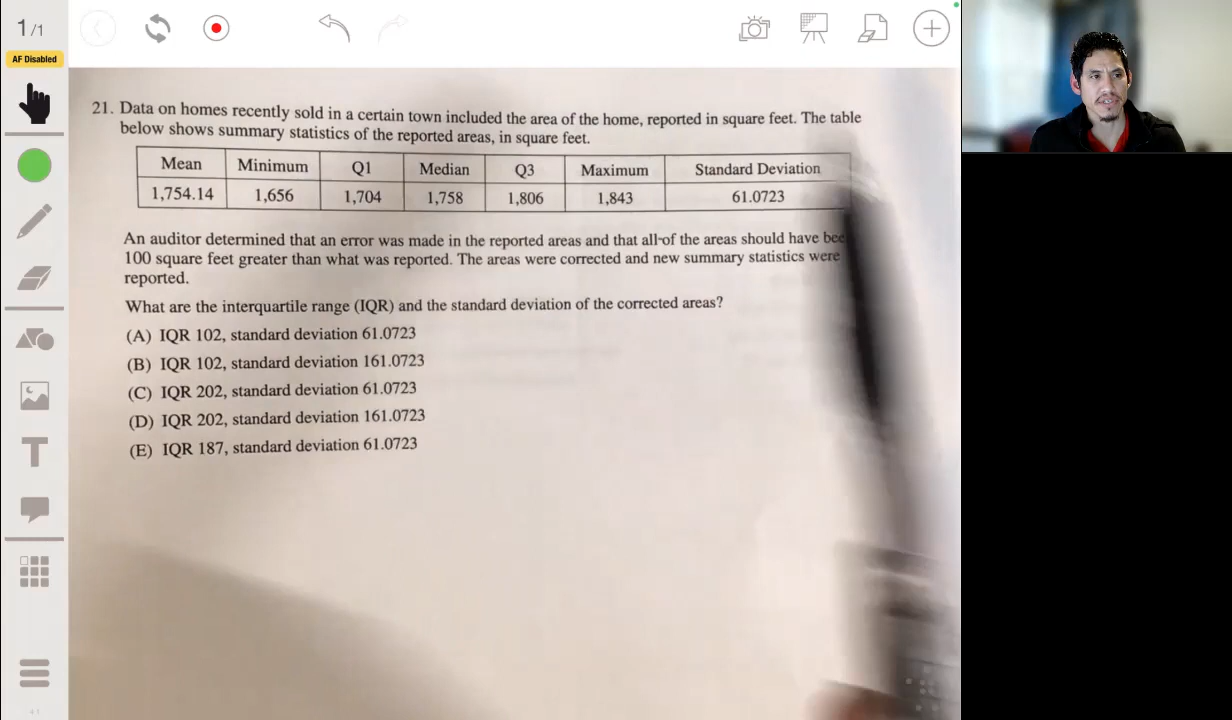 1/1
AF Disabled
21. Data on homes recently sold in a certain town included the area of the home, reported in square feet. The table
below shows summary statistics of the reported areas, in square feet.
Mean Minimum Q1 Median Q3 Maximum Standard Deviation
1,754.14 1,656 1,704 1,758 1,806 1,843 61.0723
An auditor determined that an error was made in the reported areas and that all of the areas should have
100 square feet greater than what was reported. The areas were corrected and new summary statistics were
reported.
What are the interquartile range (IQR) and the standard deviation of the corrected areas?
(A) IQR 102, standard deviation 61.0723
(B) IQR 102, standard deviation 161.0723
(C) IQR 202, standard deviation 61.0723
(D) IQR 202, standard deviation 161.0723
(E) IQR 187, standard deviation 61.0723
T